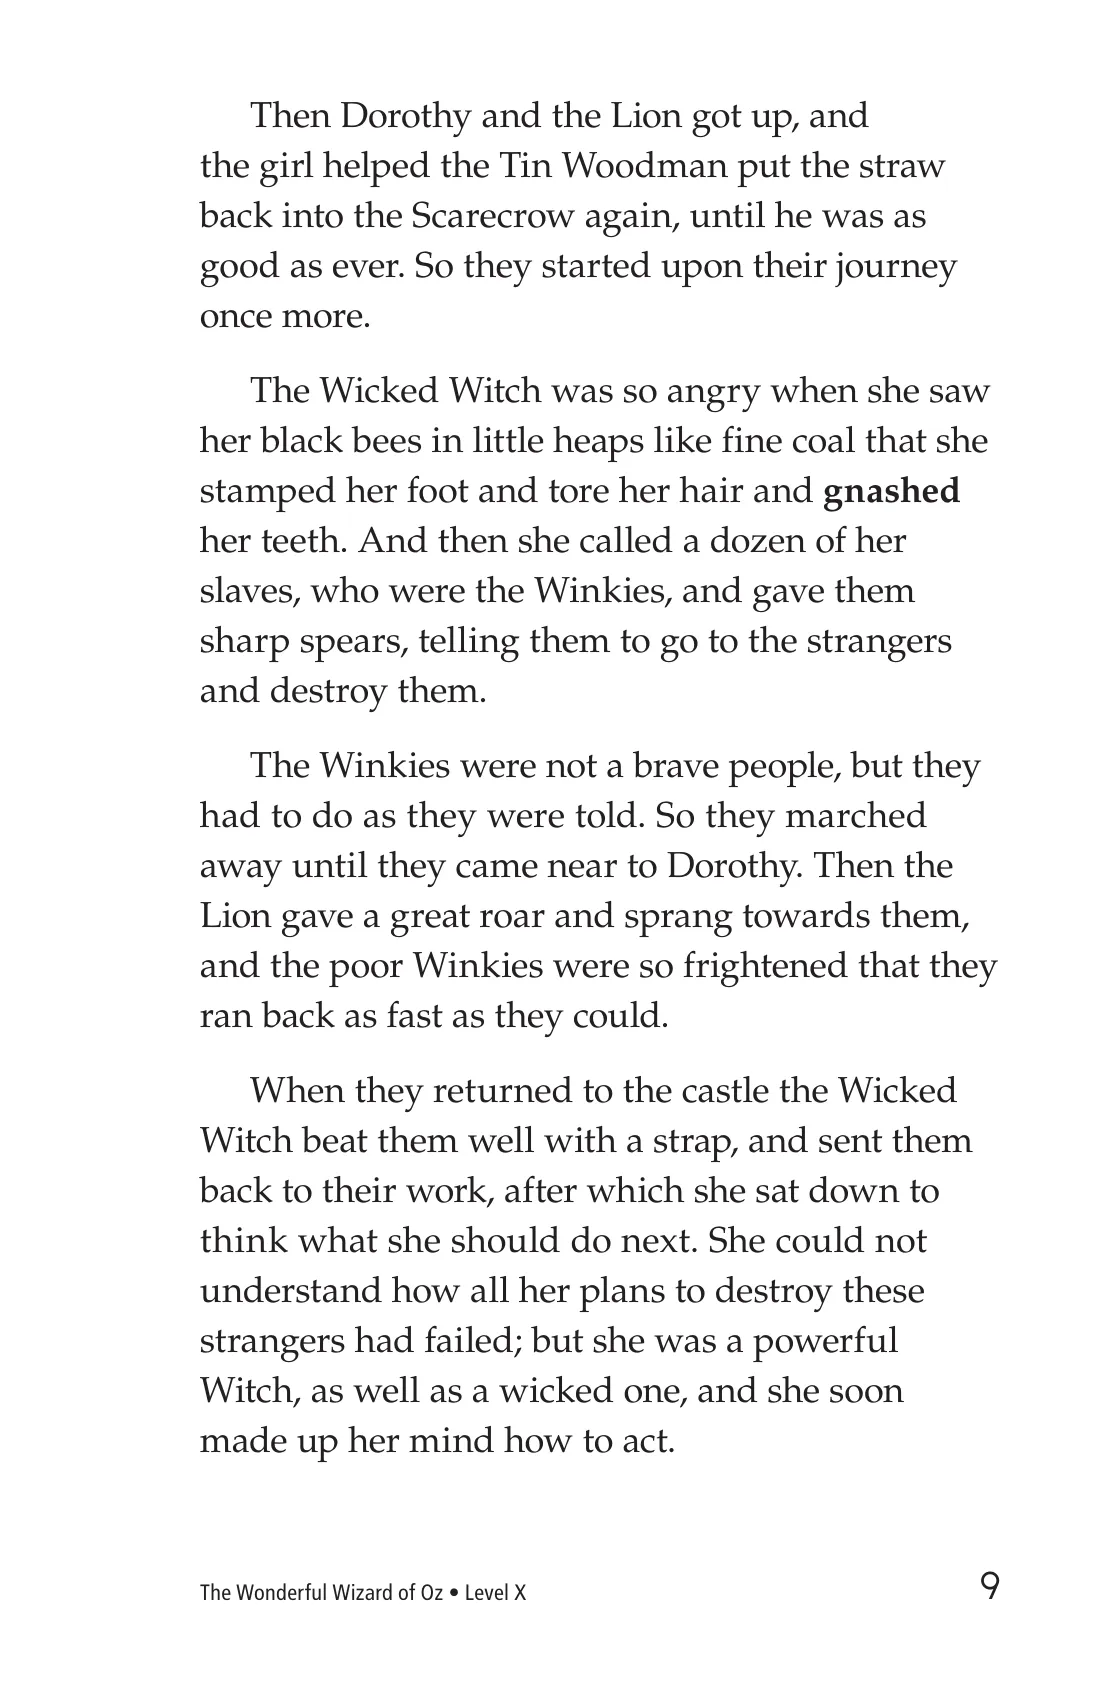 Then Dorothy and the Lion got up, and
the girl helped the Tin Woodman put the straw
back into the Scarecrow again, until he was as
good as ever. So they started upon their journey
once more.
The Wicked Witch was so angry when she saw
her black bees in little heaps like fine coal that she
stamped her foot and tore her hair and gnashed
her teeth. And then she called a dozen of her
slaves, who were the Winkies, and gave them
sharp spears, telling them to go to the strangers
and destroy them.
The Winkies were not a brave people, but they
had to do as they were told. So they marched
away until they came near to Dorothy. Then the
Lion gave a great roar and sprang towards them,
and the poor Winkies were so frightened that they
ran back as fast as they could.
When they returned to the castle the Wicked
Witch beat them well with a strap, and sent them
back to their work, after which she sat down to
think what she should do next. She could not
understand how all her plans to destroy these
strangers had failed; but she was a powerful
Witch, as well as a wicked one, and she soon
made up her mind how to act.
The Wonderful Wizard of Oz • Level X
9